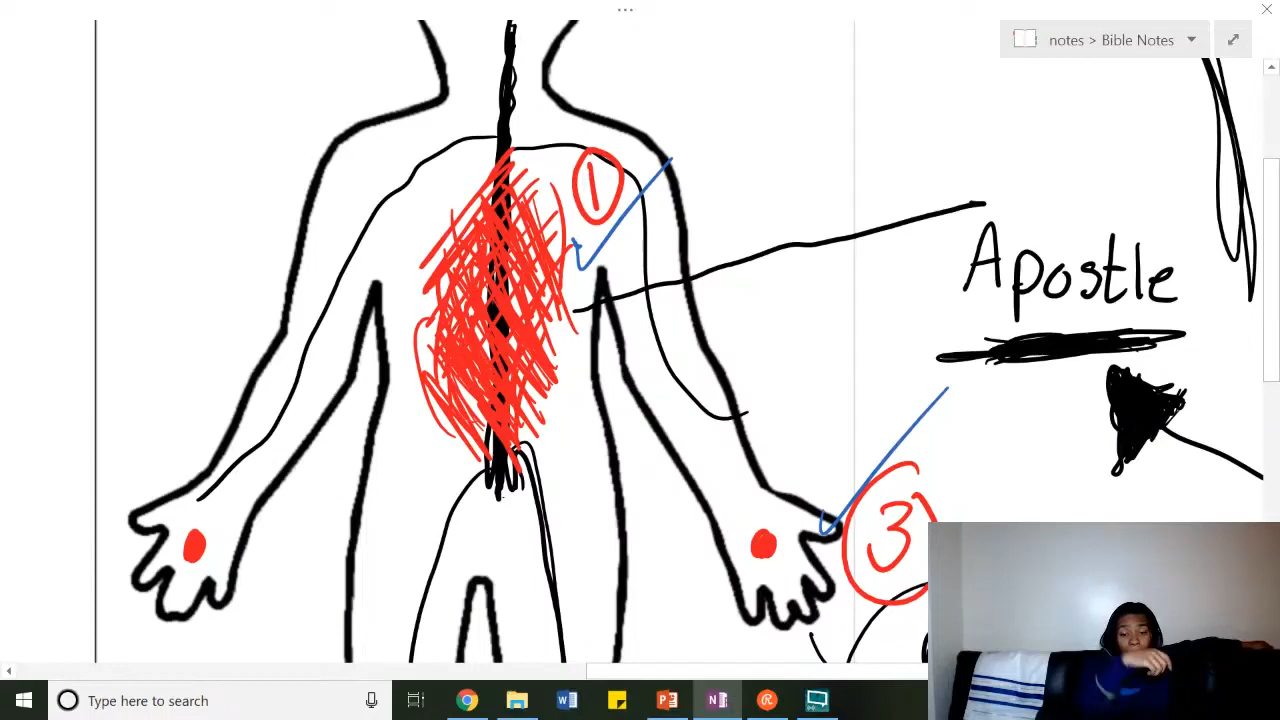 notes > Bible Notes
1
Apostle
3
Type here to search